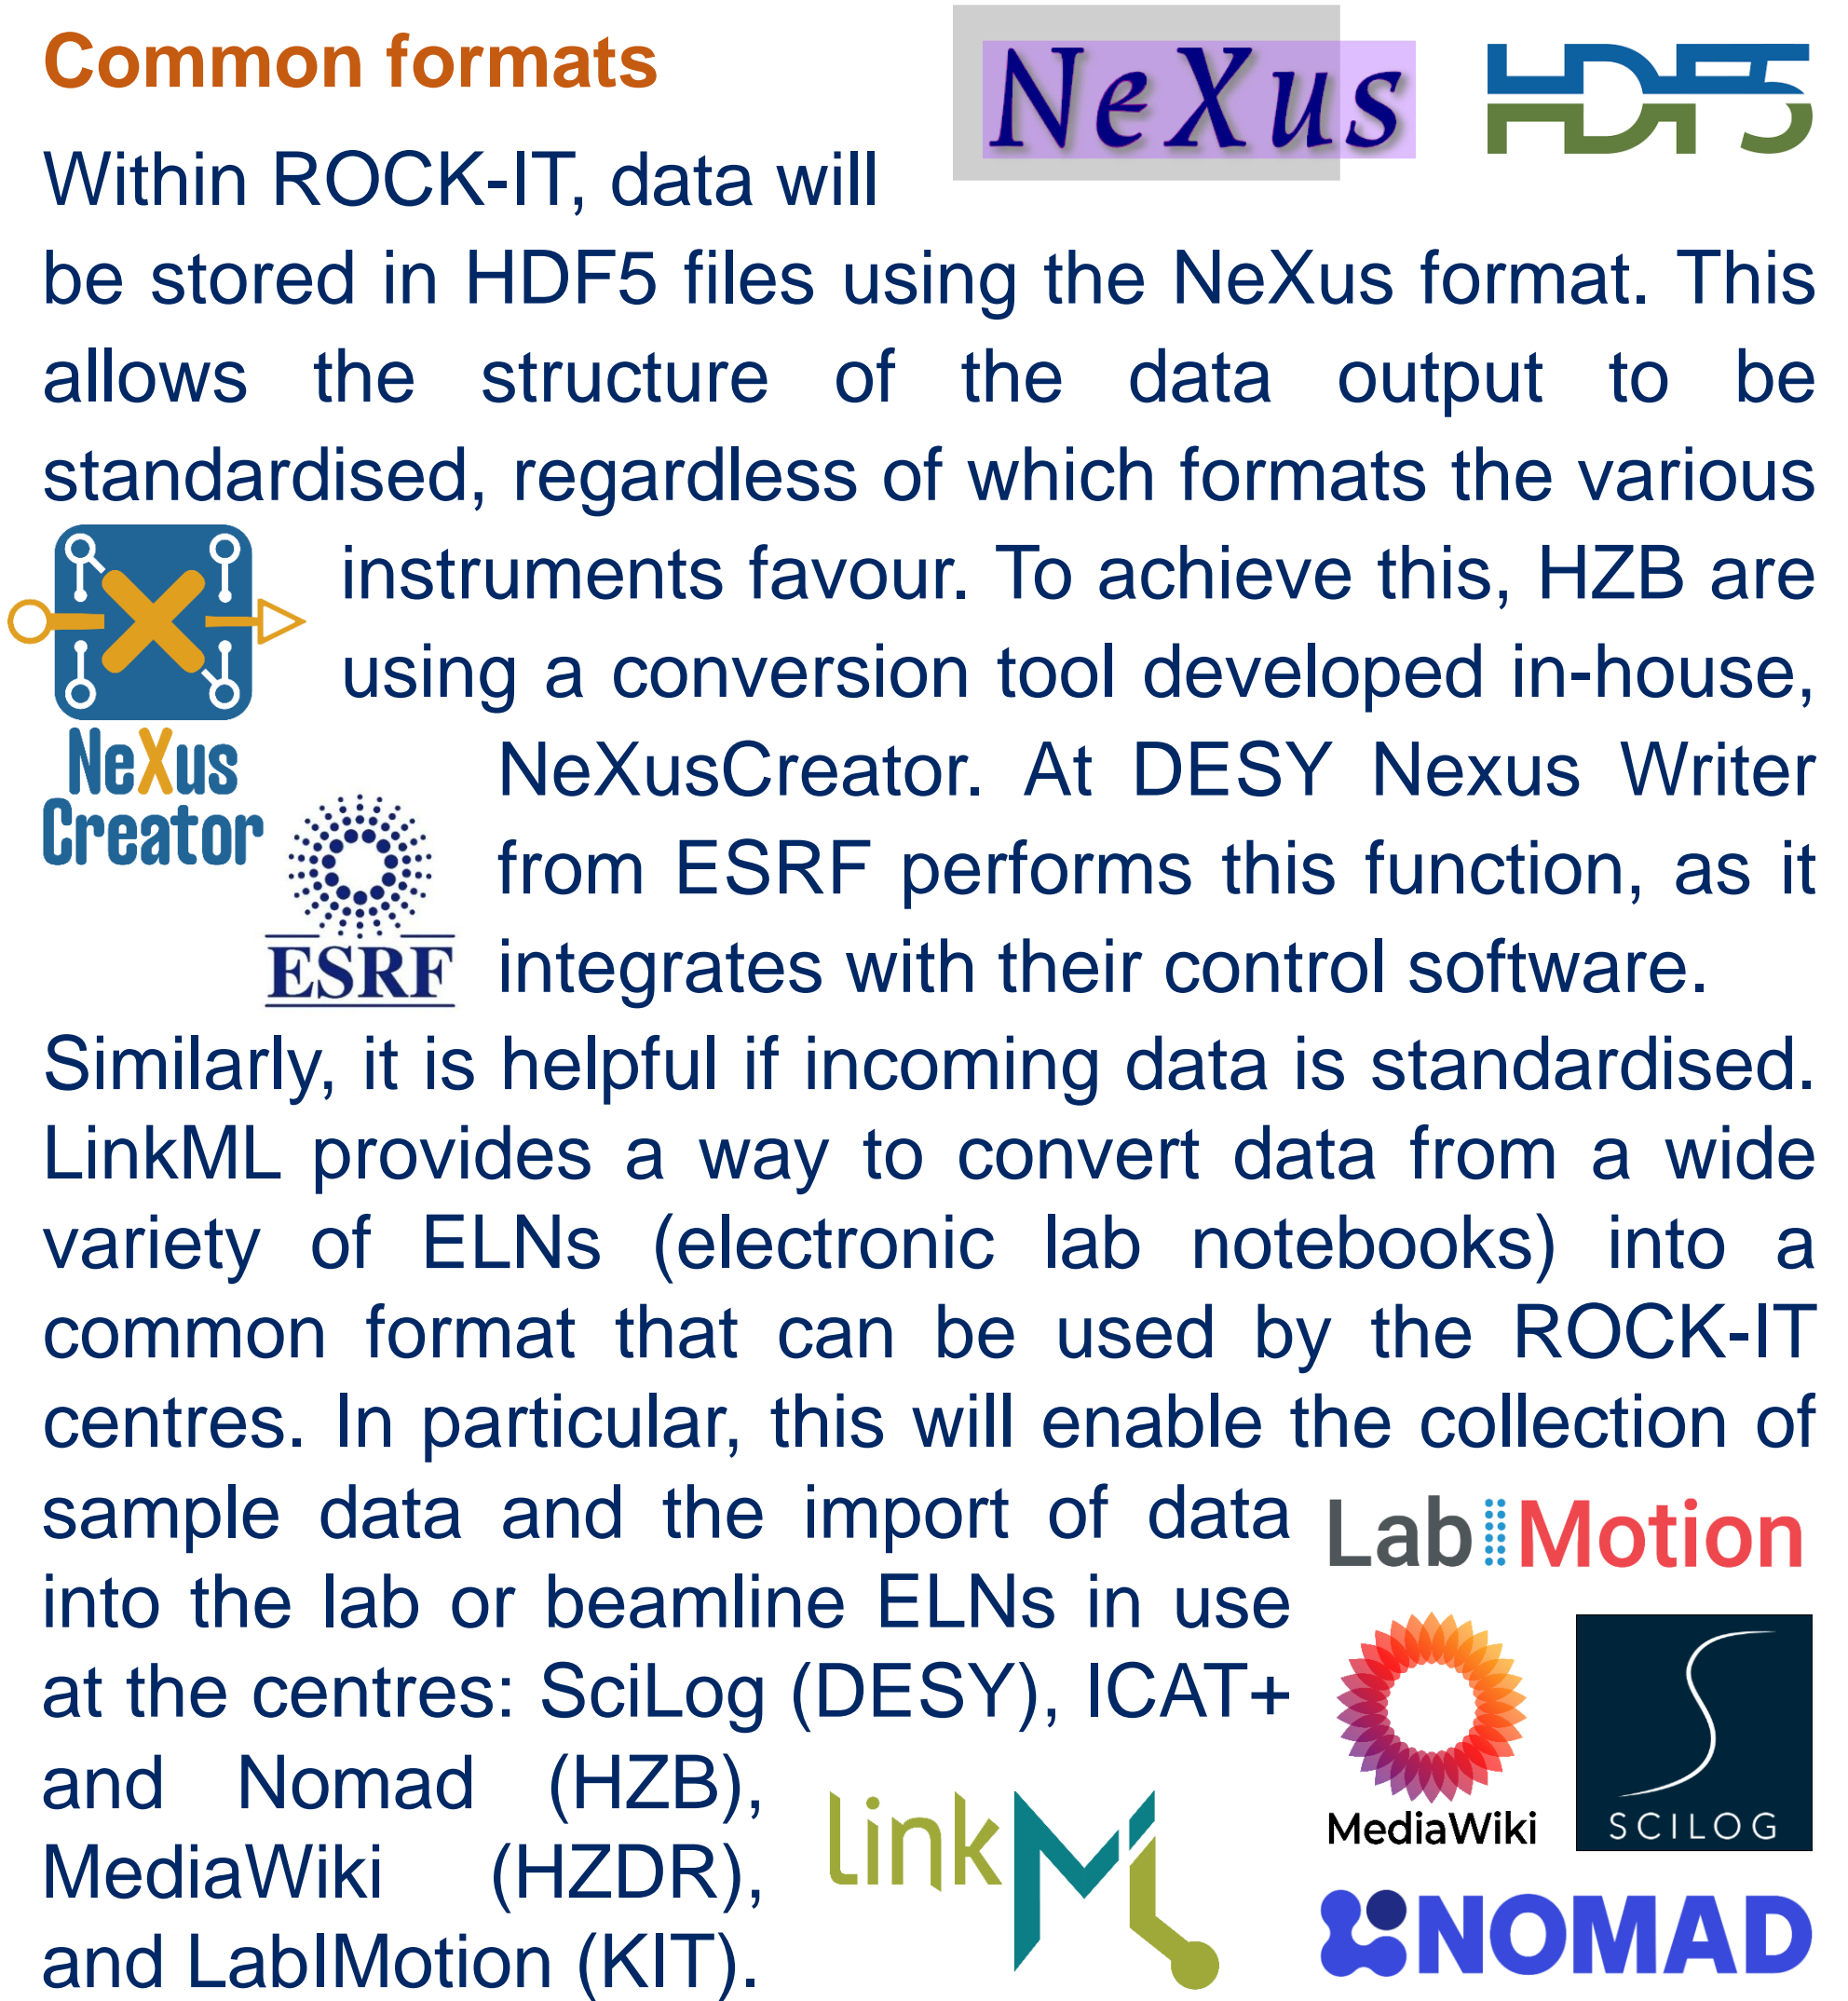 Common formats
NeXus
HDF5
Within ROCK-IT, data will
be stored in HDF5 files using the NeXus format. This
allows the structure of the data output to be
standardised, regardless of which formats the various
instruments favour. To achieve this, HZB are
using a conversion tool developed in-house,
NeXus
Creator
NeXusCreator. At DESY Nexus Writer
from ESRF performs this function, as it
ESRF
integrates with their control software.
Similarly, it is helpful if incoming data is standardised.
LinkML provides a way to convert data from a wide
variety of ELNs (electronic lab notebooks) into a
common format that can be used by the ROCK-IT
centres. In particular, this will enable the collection of
sample data and the import of data
LabIMotion
into the lab or beamline ELNs in use
at the centres: SciLog (DESY), ICAT+
and Nomad (HZB),
MediaWiki
SCILOG
MediaWiki (HZDR),
LinkML
and LabIMotion (KIT).
NOMAD